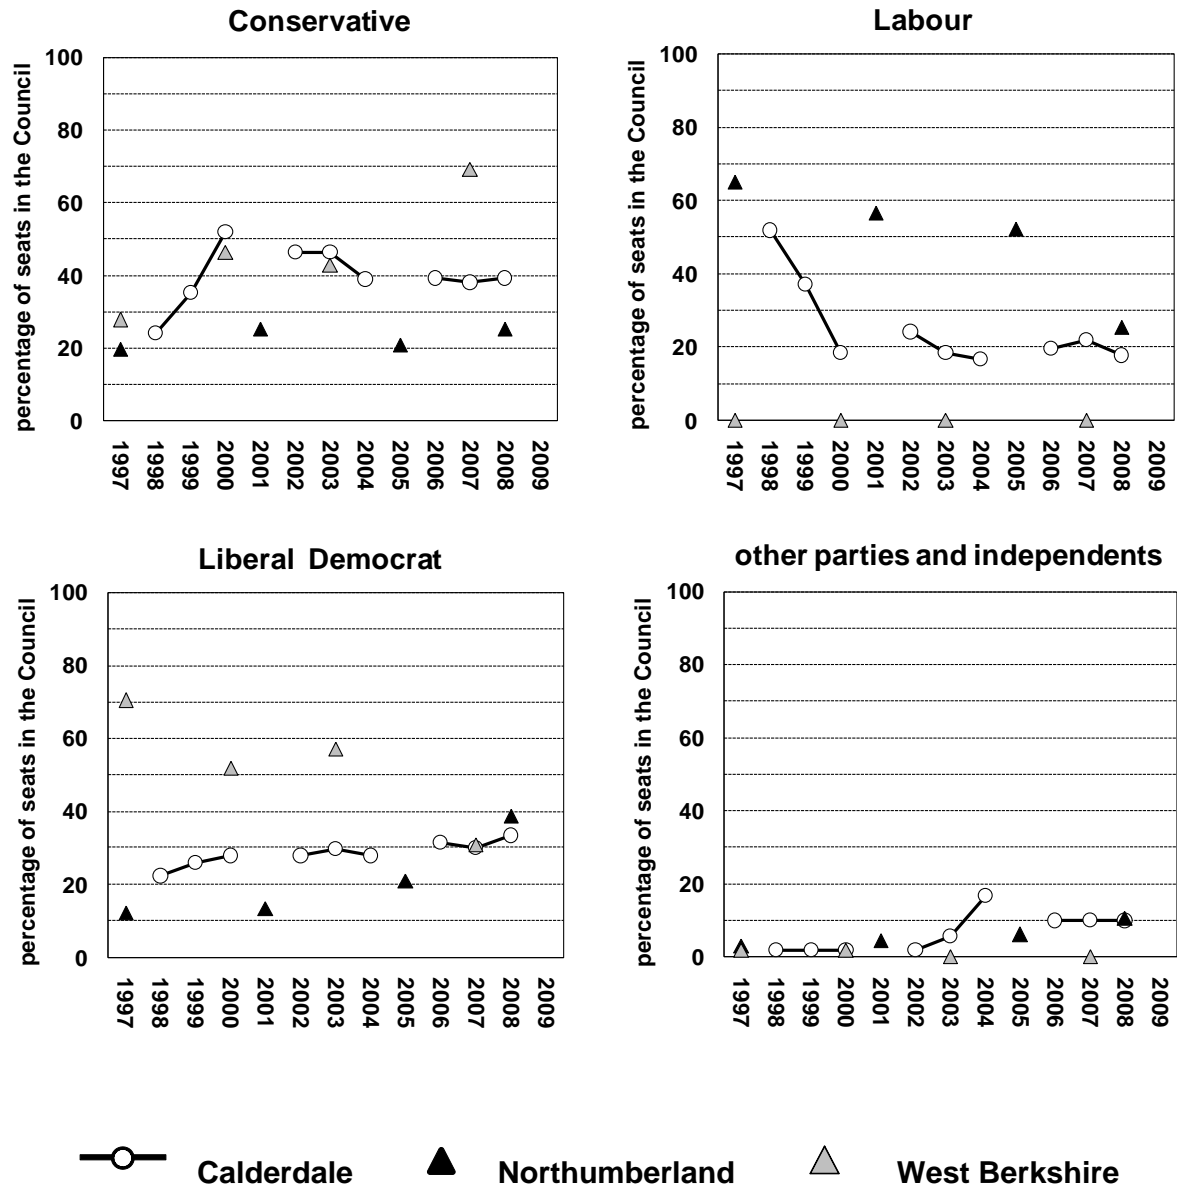 Conservative
percentage of seats in the Council
100
80
60
40
20
0
1997 1998 1999 2000 2001 2002 2003 2004 2005 2006 2007 2008 2009
Labour
percentage of seats in the Council
100
80
60
40
20
0
1997 1998 1999 2000 2001 2002 2003 2004 2005 2006 2007 2008 2009
Liberal Democrat
percentage of seats in the Council
100
80
60
40
20
0
1997 1998 1999 2000 2001 2002 2003 2004 2005 2006 2007 2008 2009
other parties and independents
percentage of seats in the Council
100
80
60
40
20
0
1997 1998 1999 2000 2001 2002 2003 2004 2005 2006 2007 2008 2009
Calderdale Northumberland West Berkshire